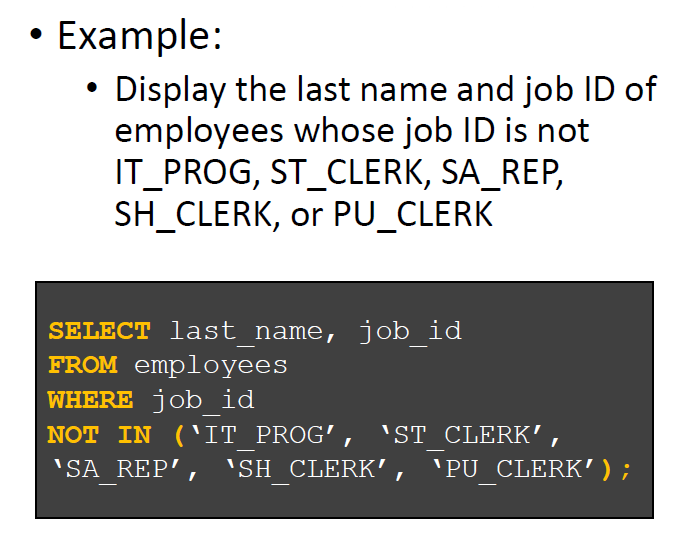 • Example:
• Display the last name and job ID of
employees whose job ID is not
IT_PROG, ST_CLERK, SA_REP,
SH_CLERK, or PU_CLERK
SELECT last_name, job_id
FROM employees
WHERE job_id
NOT IN (‘IT_PROG’, ‘ST_CLERK’,
‘SA_REP’, ‘SH_CLERK’, ‘PU_CLERK’);